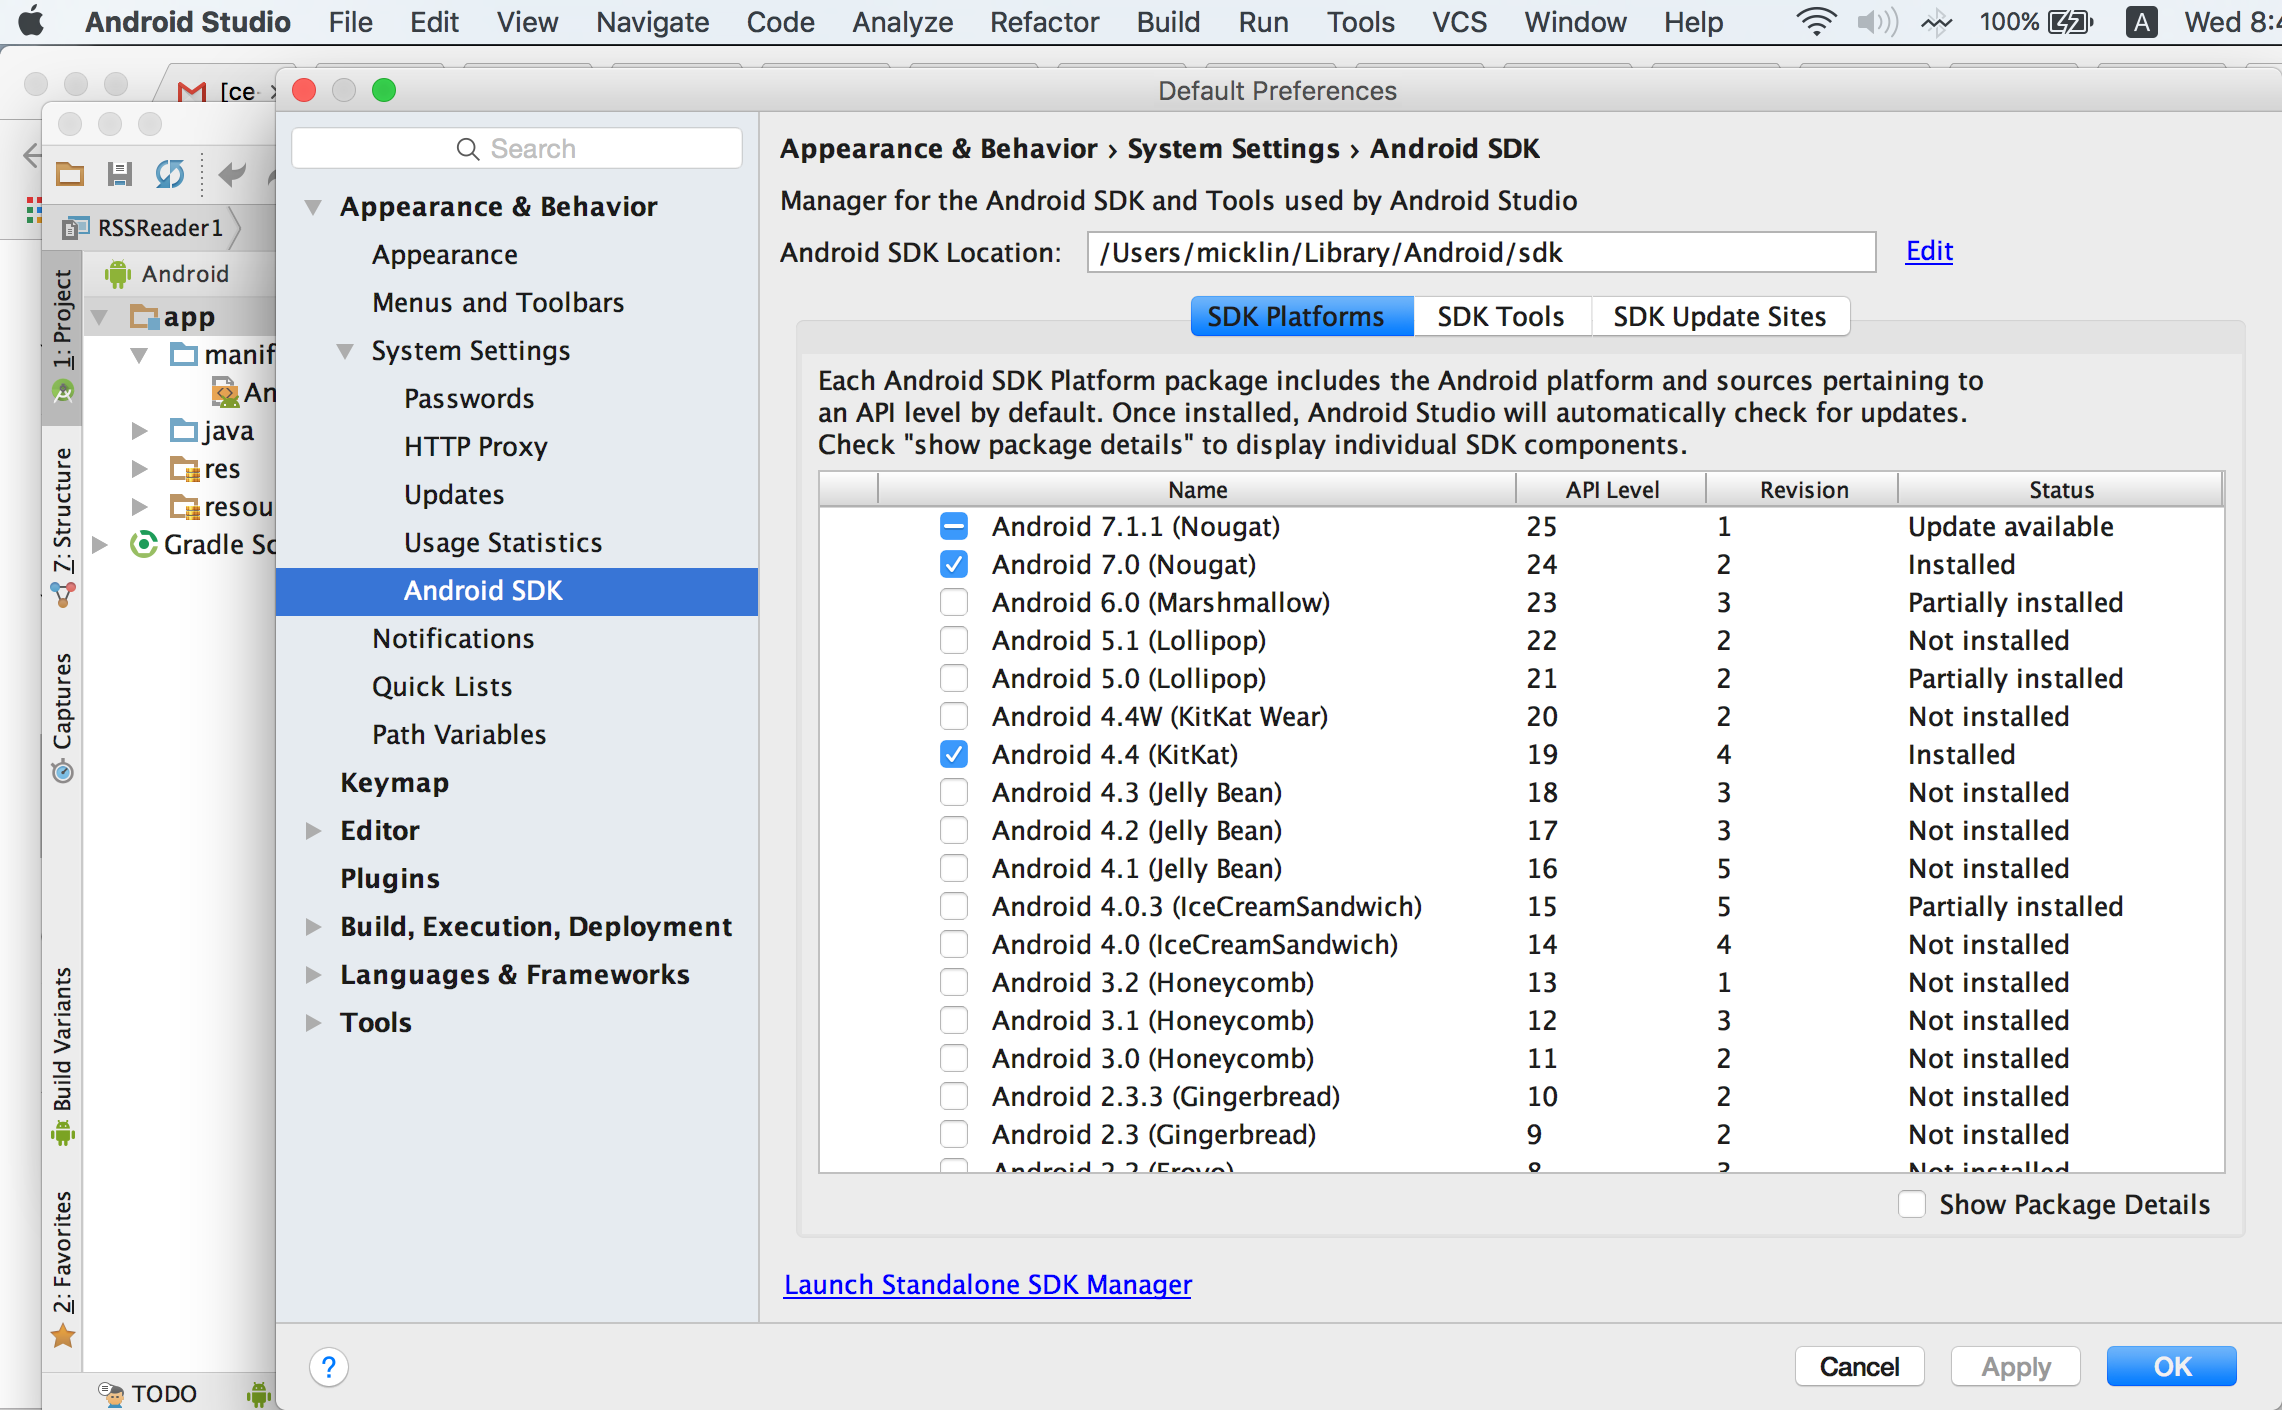 Android Studio File Edit View Navigate Code Analyze Refactor Build Run Tools VCS Window Help 100% A Wed 8:4
[ce-
Default Preferences
Search
RSSReader1
Android
app
manif
An
java
res
resou
Gradle Sc
1: Project
7: Structure
Captures
Build Variants
2: Favorites
TODO
Appearance & Behavior
Appearance
Menus and Toolbars
System Settings
Passwords
HTTP Proxy
Updates
Usage Statistics
Android SDK
Notifications
Quick Lists
Path Variables
Keymap
Editor
Plugins
Build, Execution, Deployment
Languages & Frameworks
Tools
?
Appearance & Behavior › System Settings › Android SDK
Manager for the Android SDK and Tools used by Android Studio
Android SDK Location: /Users/micklin/Library/Android/sdk Edit
SDK Platforms SDK Tools SDK Update Sites
Each Android SDK Platform package includes the Android platform and sources pertaining to
an API level by default. Once installed, Android Studio will automatically check for updates.
Check "show package details" to display individual SDK components.
Name API Level Revision Status
Android 7.1.1 (Nougat) 25 1 Update available
Android 7.0 (Nougat) 24 2 Installed
Android 6.0 (Marshmallow) 23 3 Partially installed
Android 5.1 (Lollipop) 22 2 Not installed
Android 5.0 (Lollipop) 21 2 Partially installed
Android 4.4W (KitKat Wear) 20 2 Not installed
Android 4.4 (KitKat) 19 4 Installed
Android 4.3 (Jelly Bean) 18 3 Not installed
Android 4.2 (Jelly Bean) 17 3 Not installed
Android 4.1 (Jelly Bean) 16 5 Not installed
Android 4.0.3 (IceCreamSandwich) 15 5 Partially installed
Android 4.0 (IceCreamSandwich) 14 4 Not installed
Android 3.2 (Honeycomb) 13 1 Not installed
Android 3.1 (Honeycomb) 12 3 Not installed
Android 3.0 (Honeycomb) 11 2 Not installed
Android 2.3.3 (Gingerbread) 10 2 Not installed
Android 2.3 (Gingerbread) 9 2 Not installed
Android 2.2 (Froyo) 8 3 Not installed
Show Package Details
Launch Standalone SDK Manager
Cancel Apply OK